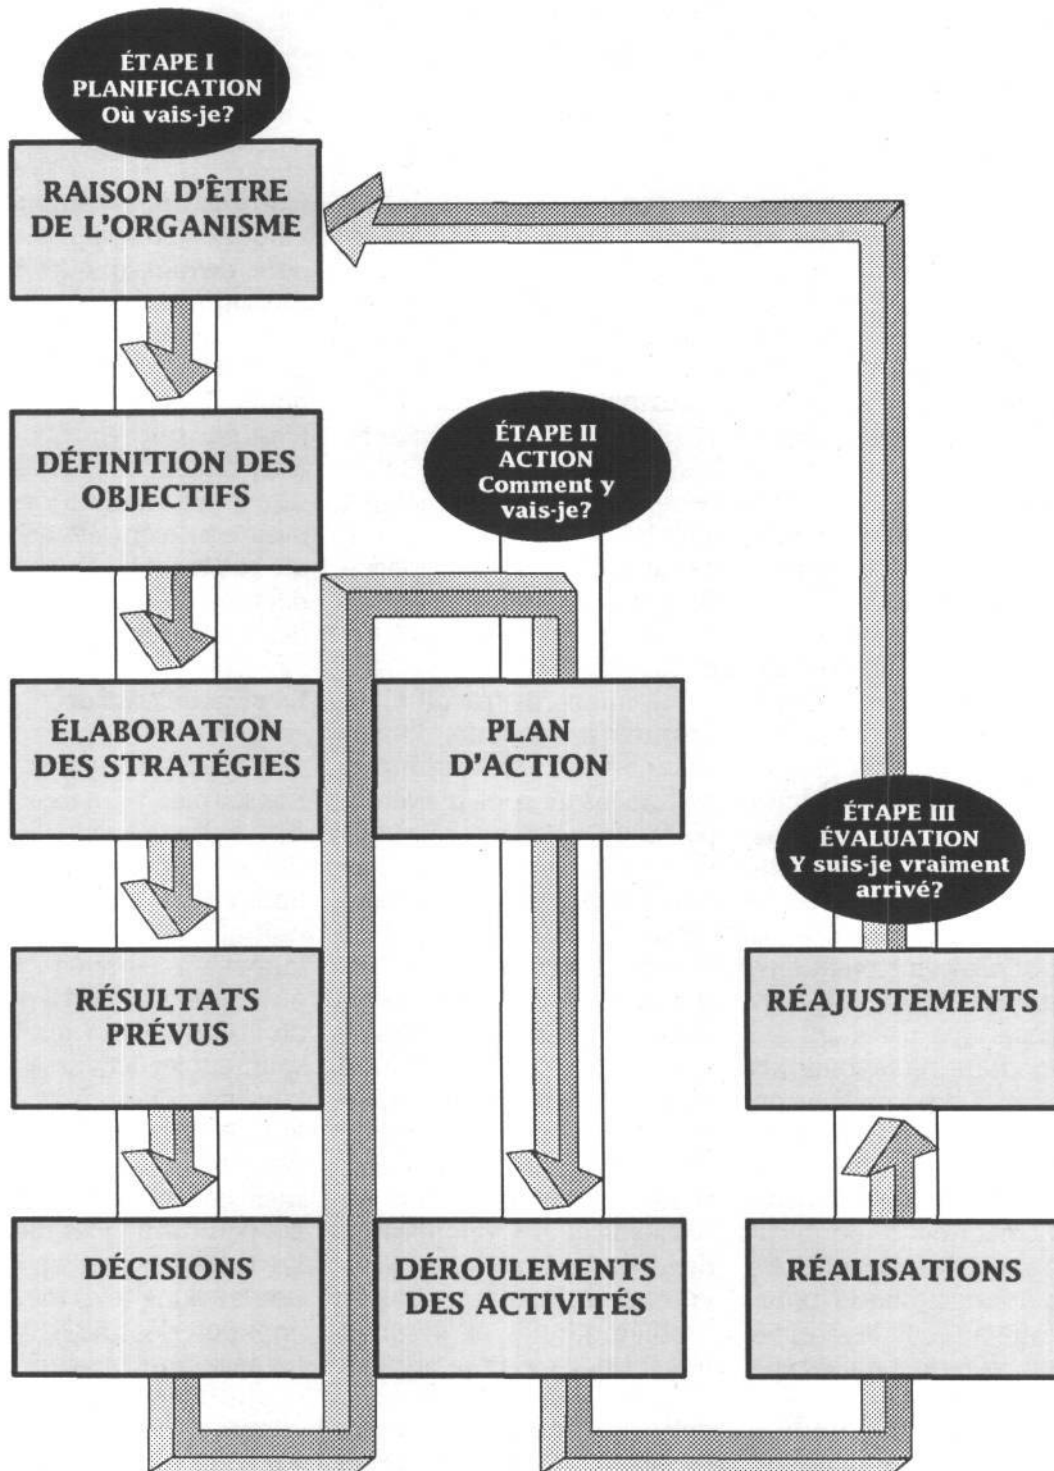 ÉTAPE I
PLANIFICATION
Où vais-je?
RAISON D'ÊTRE
DE L'ORGANISME
DÉFINITION DES
OBJECTIFS
ÉLABORATION
DES STRATÉGIES
RÉSULTATS
PRÉVUS
DÉCISIONS
ÉTAPE II
ACTION
Comment y
vais-je?
PLAN
D'ACTION
DÉROULEMENTS
DES ACTIVITÉS
ÉTAPE III
ÉVALUATION
Y suis-je vraiment
arrivé?
RÉAJUSTEMENTS
RÉALISATIONS